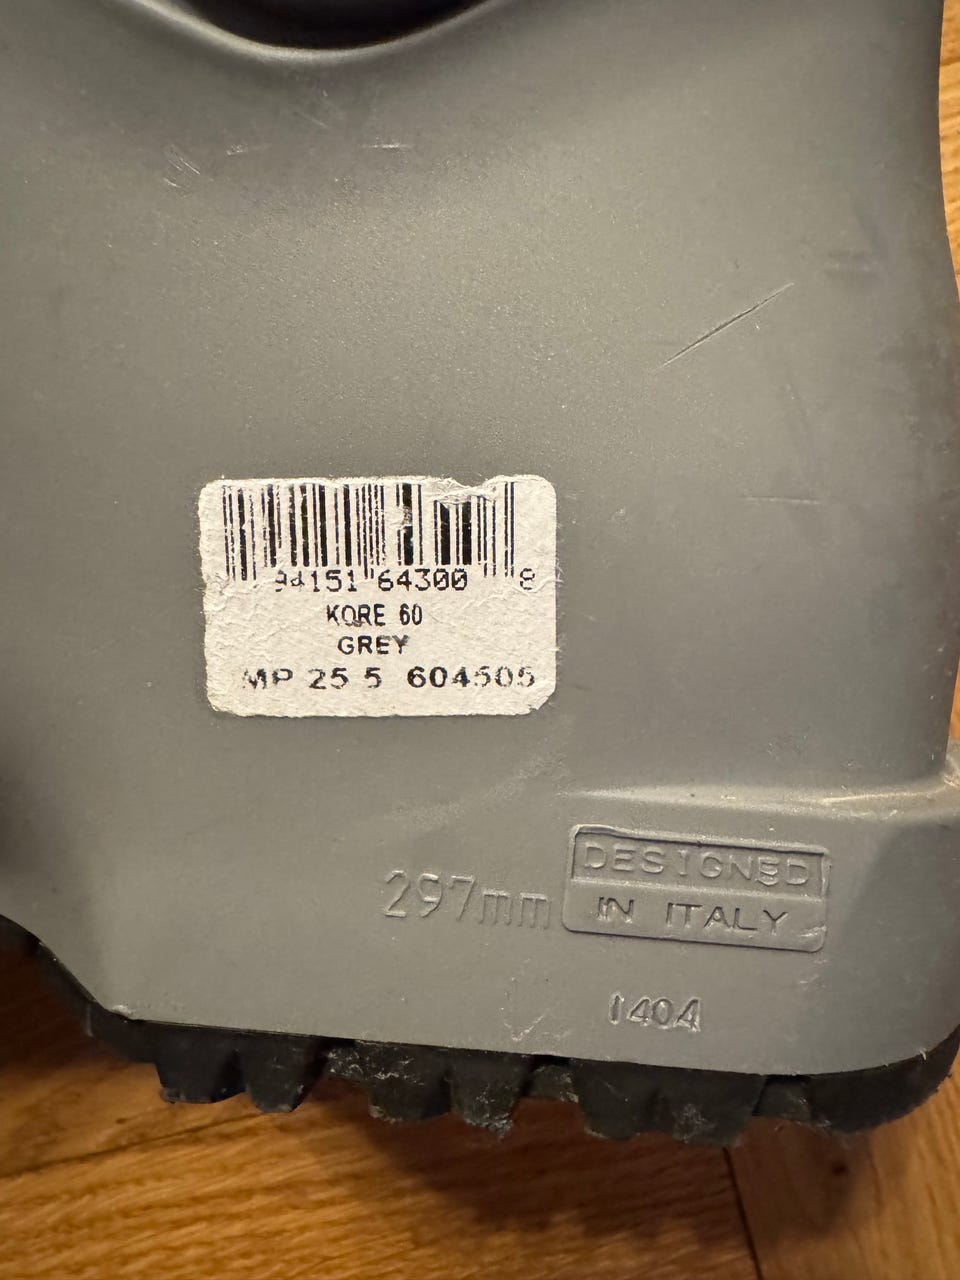 94151 64300 8
KORE 60
GREY
MP 25 5 604505
297mm
DESIGNED
IN ITALY
1404